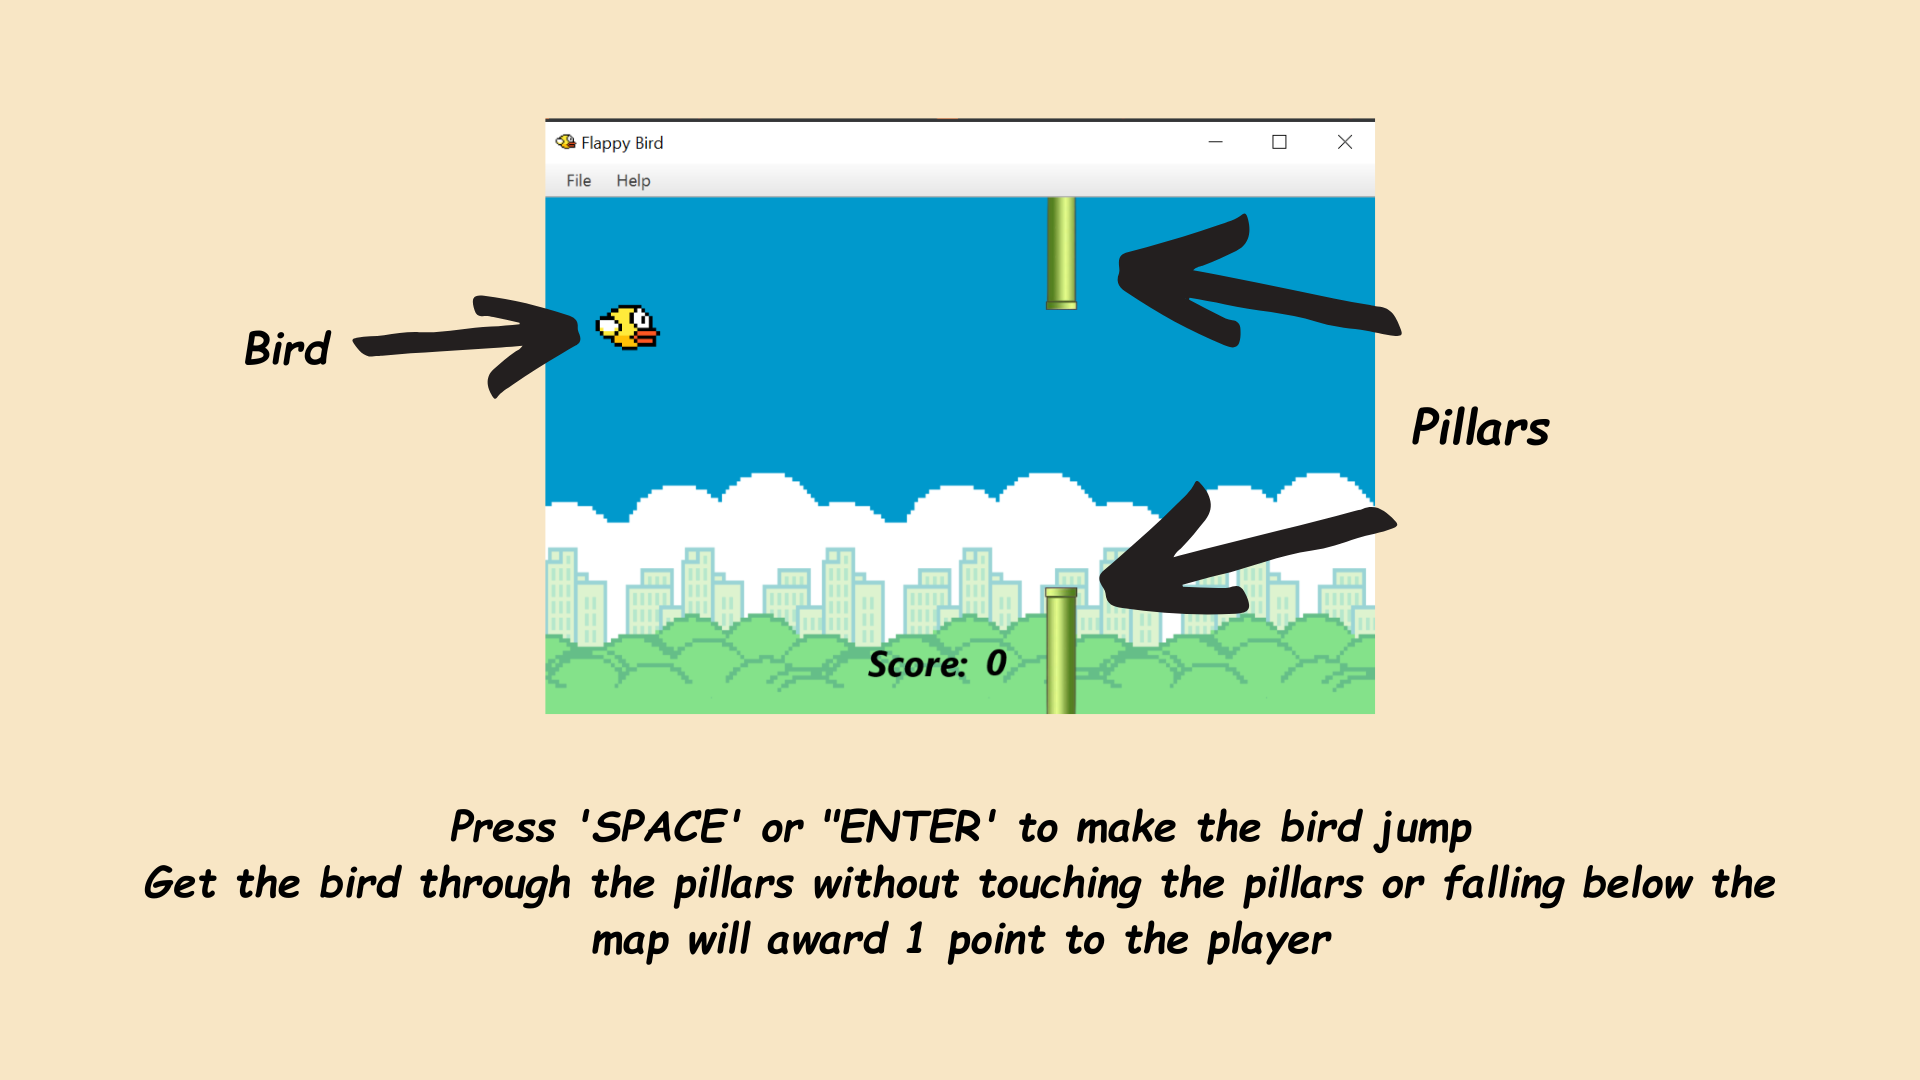 Flappy Bird
File Help
Bird
Pillars
Score: 0
Press 'SPACE' or "ENTER' to make the bird jump
Get the bird through the pillars without touching the pillars or falling below the
map will award 1 point to the player